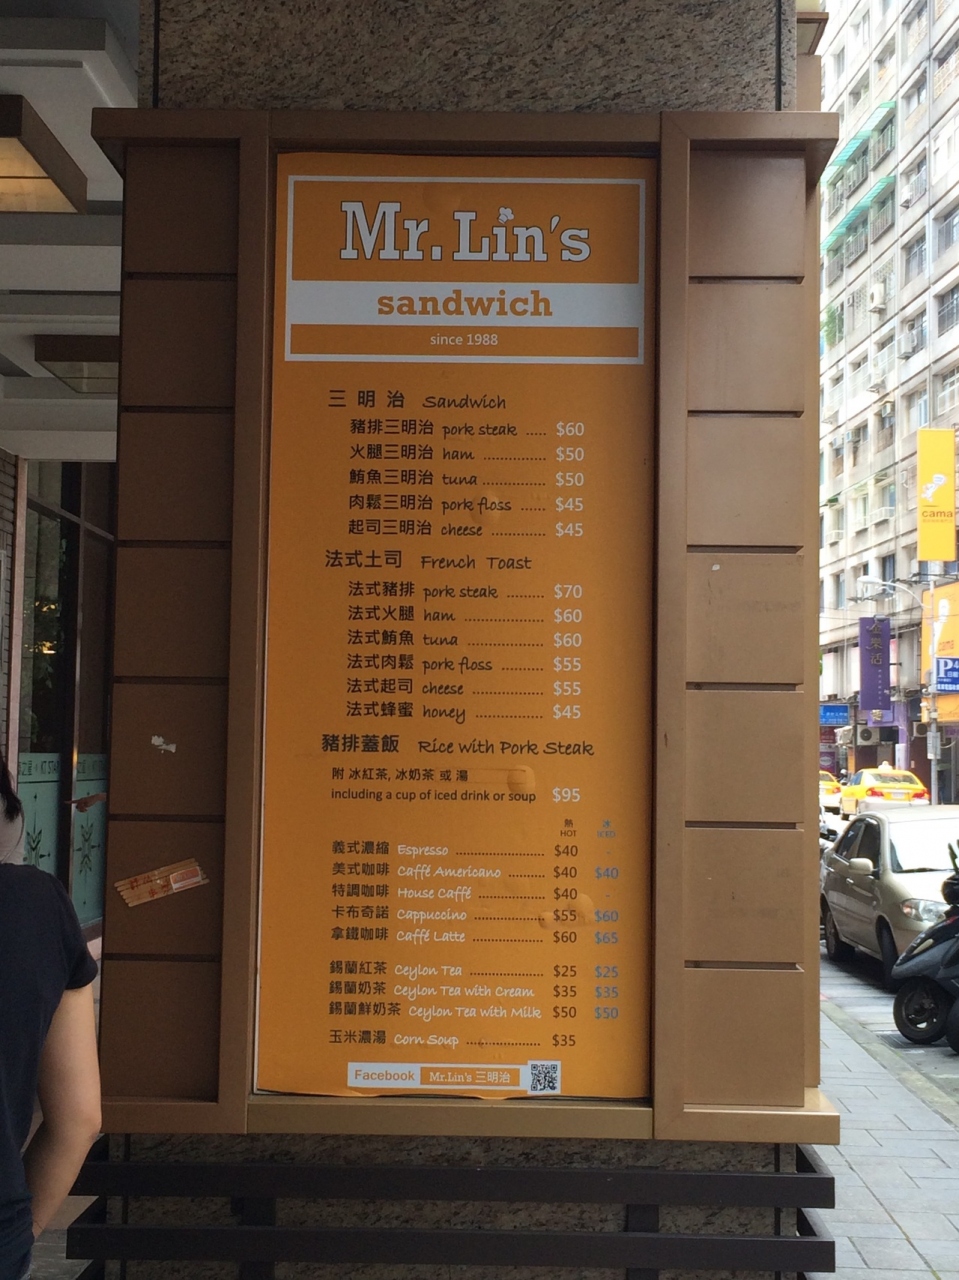 Mr. Lin's
sandwich
since 1988
三明治 Sandwich
豬排三明治 pork steak ..... $60
火腿三明治 ham ............... $50
鮪魚三明治 tuna ............... $50
肉鬆三明治 pork floss ...... $45
起司三明治 cheese ............. $45
法式土司 French Toast
法式豬排 pork steak ......... $70
法式火腿 ham .................. $60
法式鮪魚 tuna .................. $60
法式肉鬆 pork floss .......... $55
法式起司 cheese ................ $55
法式蜂蜜 honey ................ $45
豬排蓋飯 Rice with Pork Steak
附 冰紅茶, 冰奶茶 或 湯
including a cup of iced drink or soup $95
熱 冰
HOT ICED
義式濃縮 Espresso ...................... $40 -
美式咖啡 Caffé Americano ......... $40 $40
特調咖啡 House Caffé ................ $40 -
卡布奇諾 Cappuccino ................. $55 $60
拿鐵咖啡 Caffé Latte .................. $60 $65
錫蘭紅茶 Ceylon Tea .................. $25 $25
錫蘭奶茶 Ceylon Tea with Cream $35 $35
錫蘭鮮奶茶 Ceylon Tea with Milk $50 $50
玉米濃湯 Corn Soup ................... $35
Facebook Mr.Lin's 三明治
cama
P